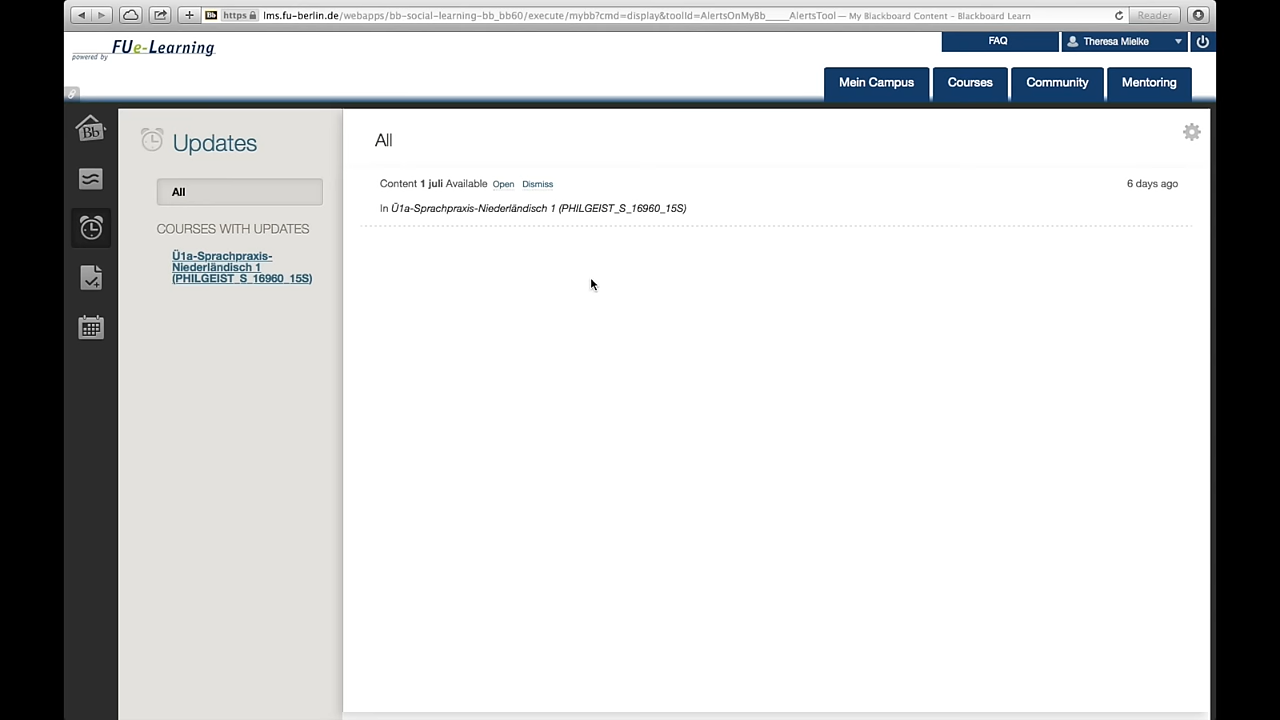 https lms.fu-berlin.de/webapps/bb-social-learning-bb_bb60/execute/mybb?cmd=display&toolId=AlertsOnMyBb_____AlertsTool — My Blackboard Content - Blackboard Learn
Reader
powered by FUe-Learning
FAQ
Theresa Mielke
Mein Campus
Courses
Community
Mentoring
Bb
Updates
All
COURSES WITH UPDATES
Ü1a-Sprachpraxis-
Niederländisch 1
(PHILGEIST_S_16960_15S)
All
Content 1 juli Available Open Dismiss
6 days ago
In Ü1a-Sprachpraxis-Niederländisch 1 (PHILGEIST_S_16960_15S)